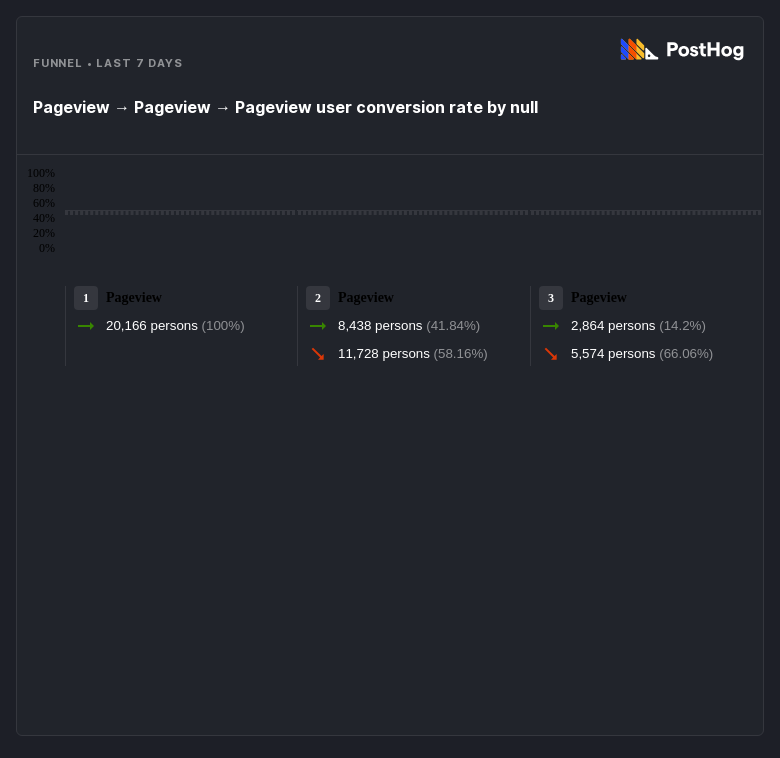 PostHog
FUNNEL • LAST 7 DAYS
Pageview → Pageview → Pageview user conversion rate by null
100%
80%
60%
40%
20%
0%
1 Pageview
20,166 persons (100%)
2 Pageview
8,438 persons (41.84%)
11,728 persons (58.16%)
3 Pageview
2,864 persons (14.2%)
5,574 persons (66.06%)